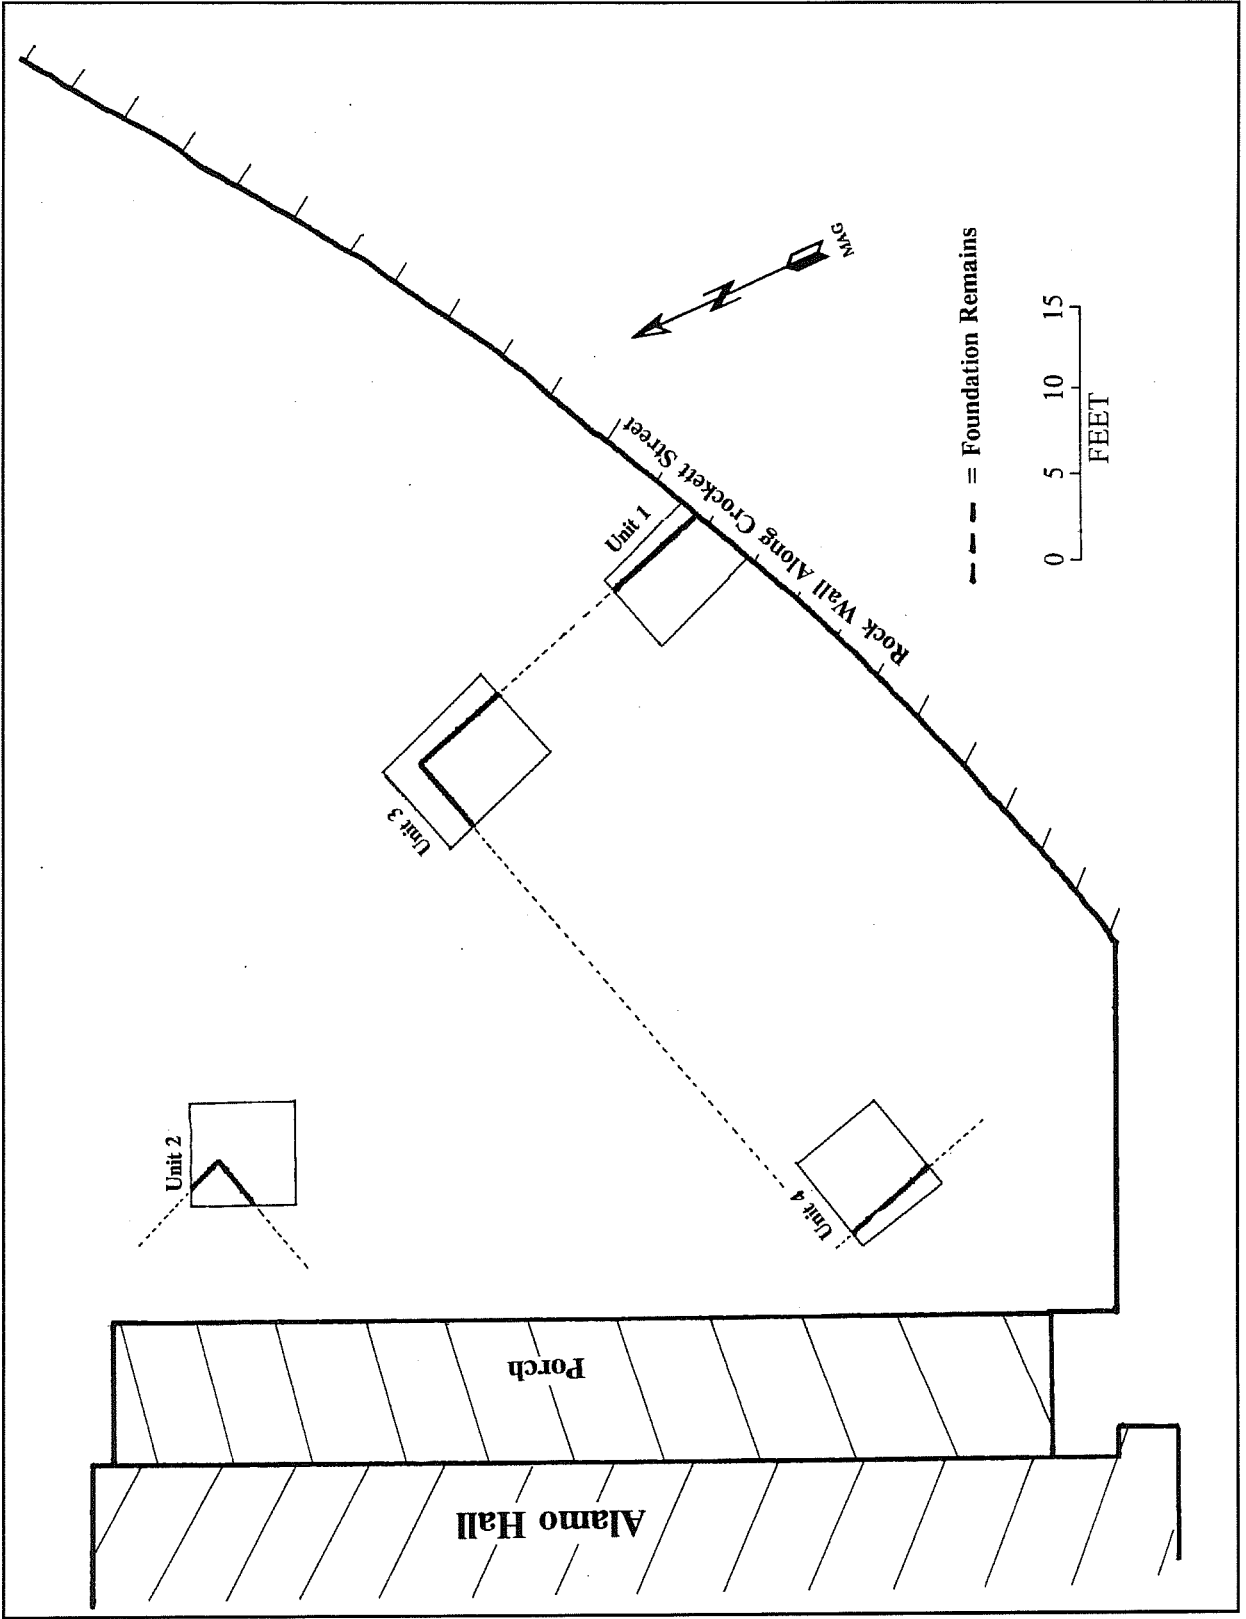 Rock Wall Along Crockett Street
MAG
Unit 1
Unit 3
Unit 2
Unit 4
Porch
Alamo Hall
= Foundation Remains
0 5 10 15
FEET